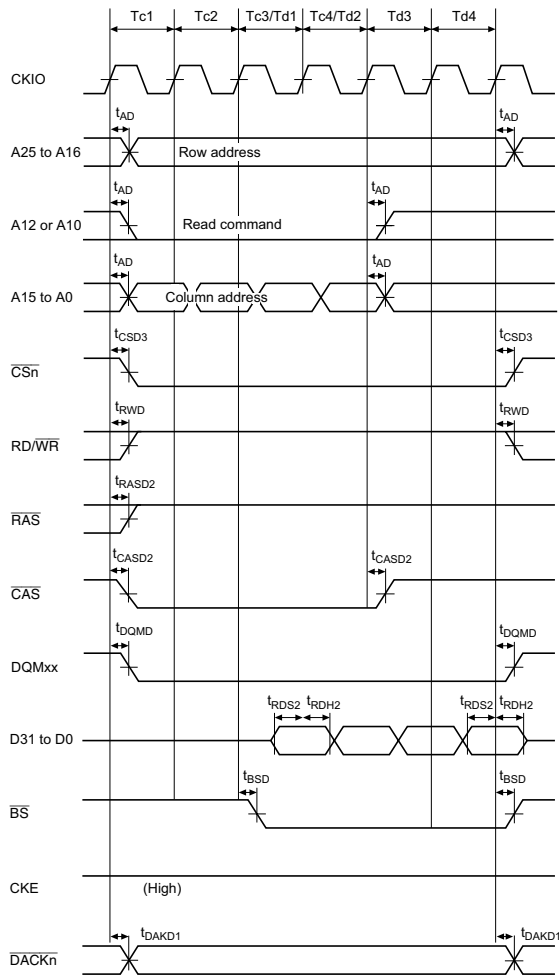 Tc1 Tc2 Tc3/Td1 Tc4/Td2 Td3 Td4
CKIO
tAD
A25 to A16 Row address tAD
tAD tAD
A12 or A10 Read command
tAD tAD
A15 to A0 Column address
tCSD3 tCSD3
CSn
tRWD tRWD
RD/WR
tRASD2
RAS
tCASD2 tCASD2
CAS
tDQMD tDQMD
DQMxx
tRDS2 tRDH2 tRDS2 tRDH2
D31 to D0
tBSD tBSD
BS
CKE (High)
tDAKD1 tDAKD1
DACKn